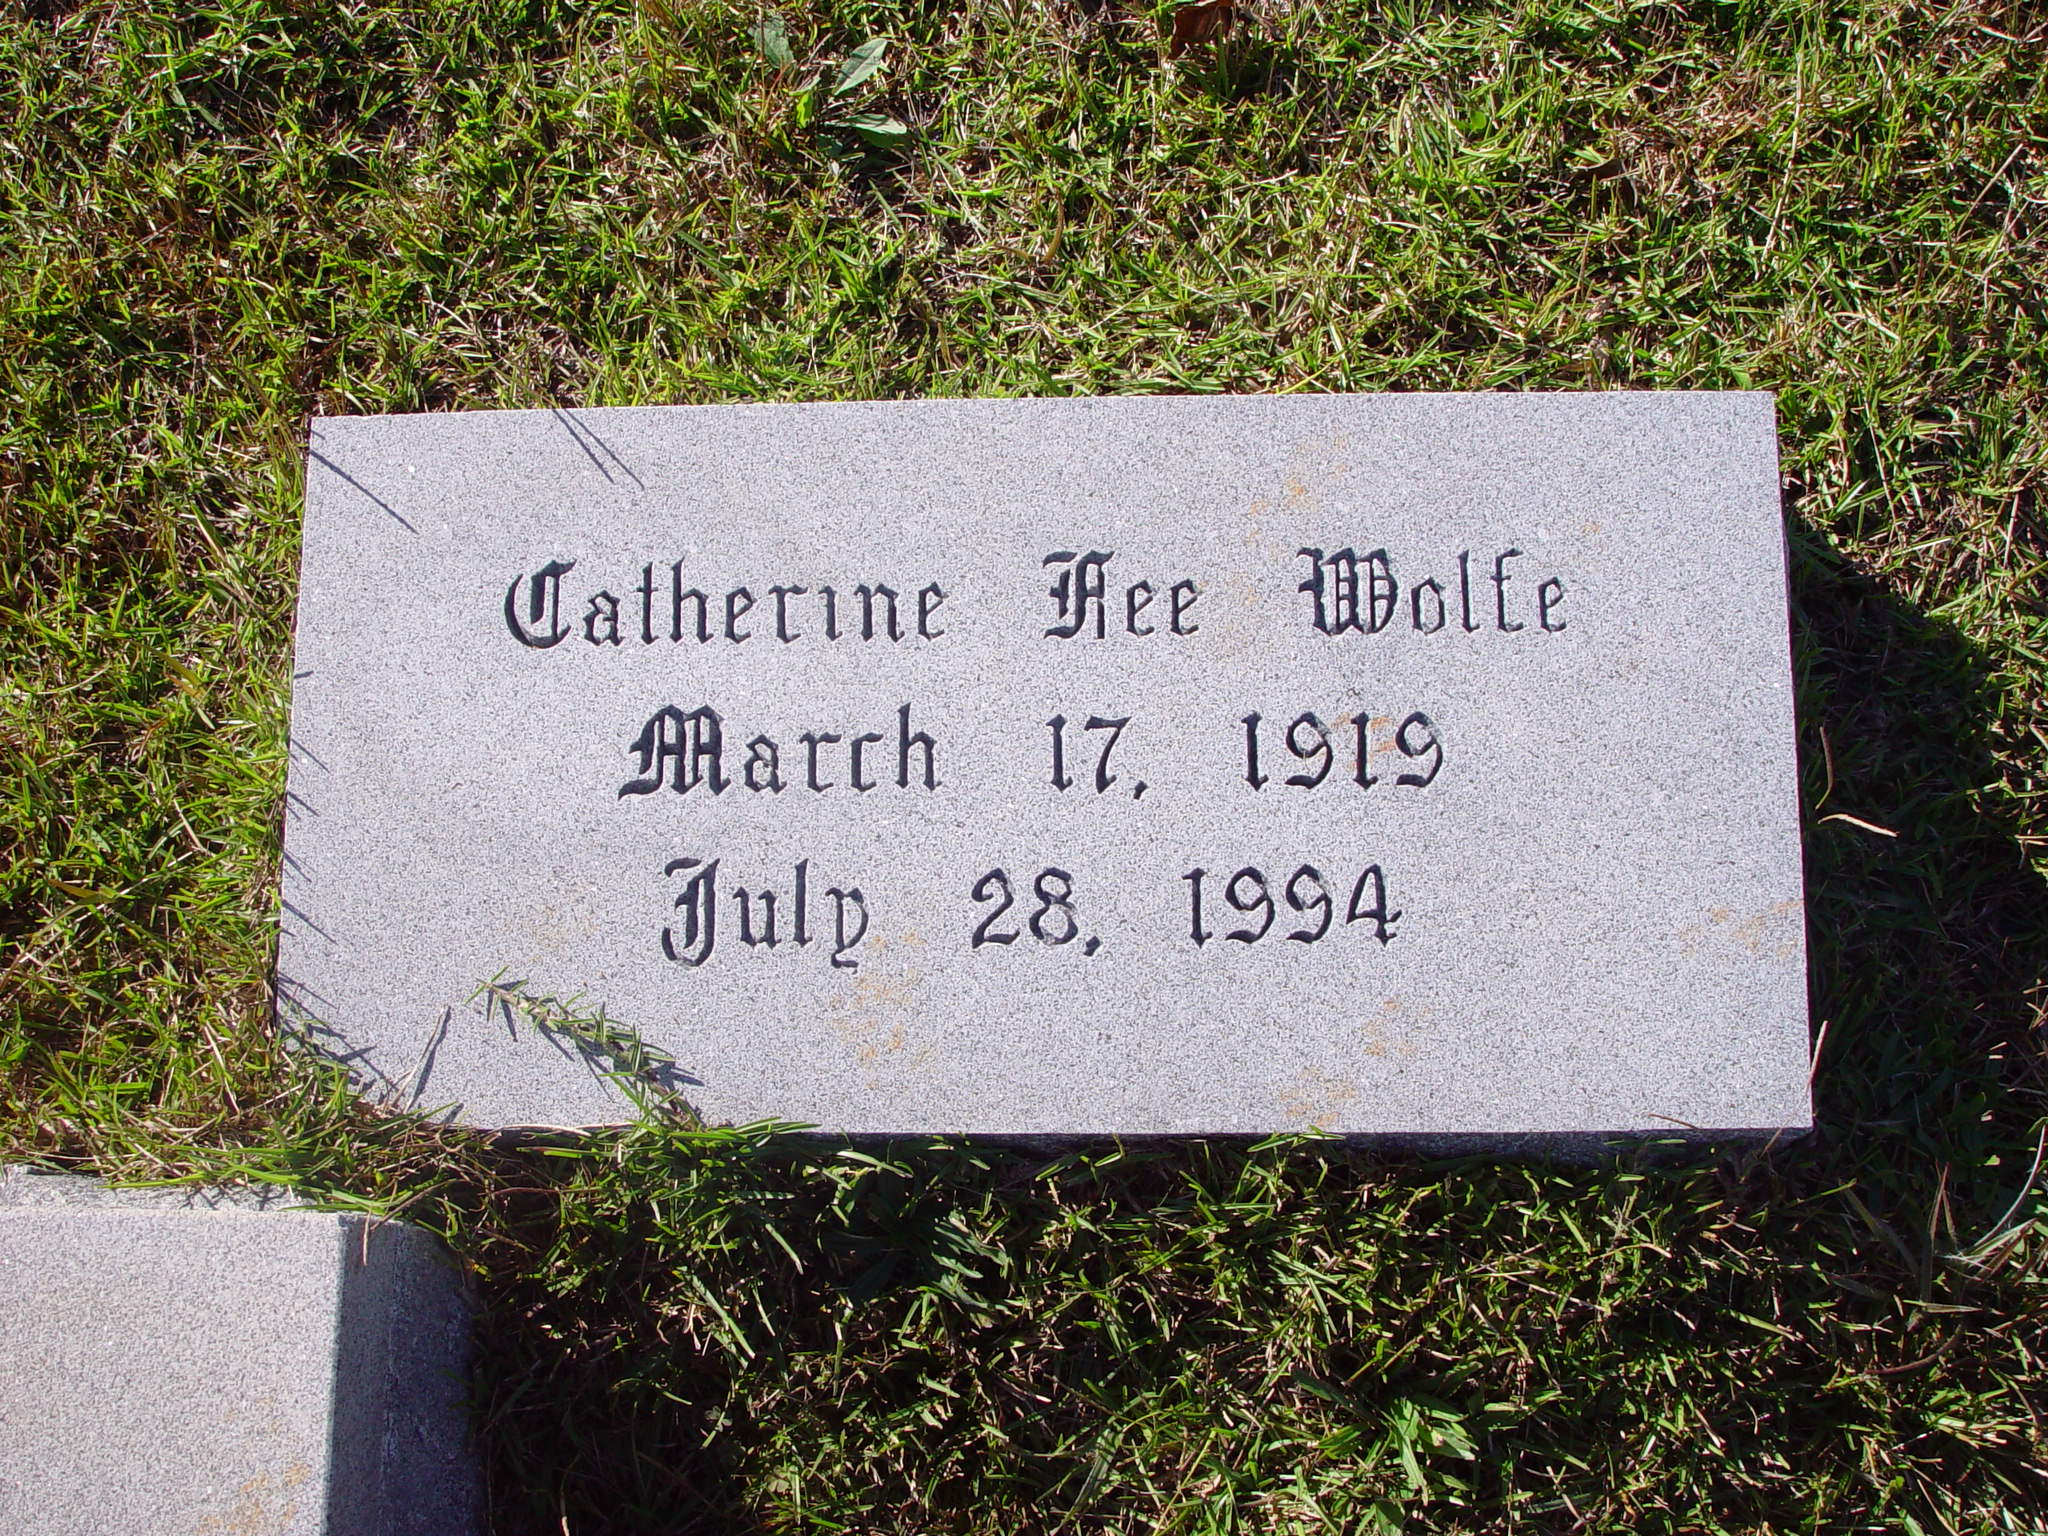 Catherine Fee Wolfe
March 17, 1919
July 28, 1994